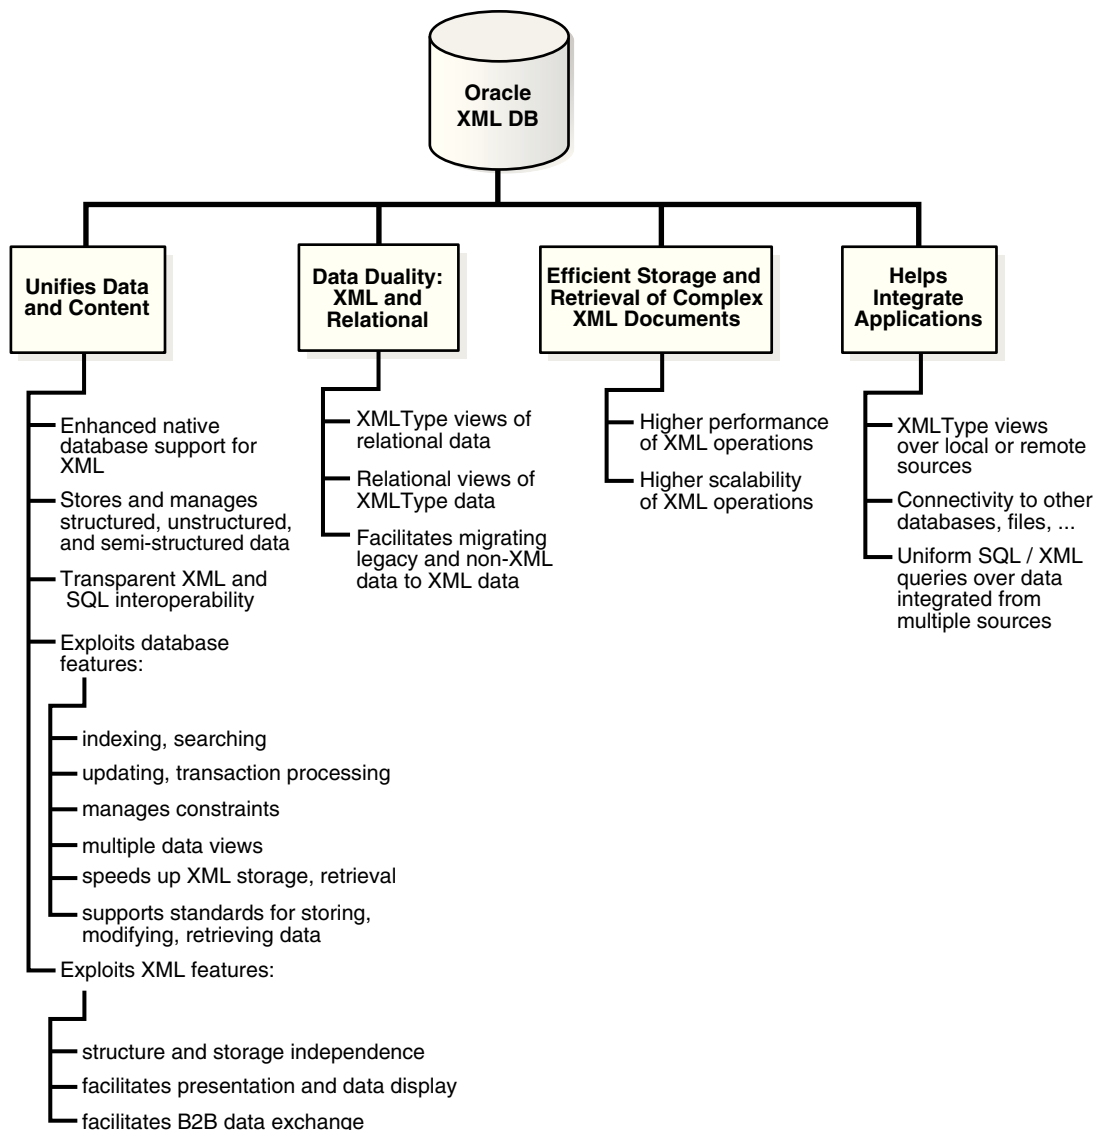 Oracle
XML DB
Unifies Data
and Content
Data Duality:
XML and
Relational
Efficient Storage and
Retrieval of Complex
XML Documents
Helps
Integrate
Applications
Enhanced native
database support for
XML
Stores and manages
structured, unstructured,
and semi-structured data
Transparent XML and
SQL interoperability
Exploits database
features:
indexing, searching
updating, transaction processing
manages constraints
multiple data views
speeds up XML storage, retrieval
supports standards for storing,
modifying, retrieving data
Exploits XML features:
structure and storage independence
facilitates presentation and data display
facilitates B2B data exchange
XMLType views of
relational data
Relational views of
XMLType data
Facilitates migrating
legacy and non-XML
data to XML data
Higher performance
of XML operations
Higher scalability
of XML operations
XMLType views
over local or remote
sources
Connectivity to other
databases, files, ...
Uniform SQL / XML
queries over data
integrated from
multiple sources